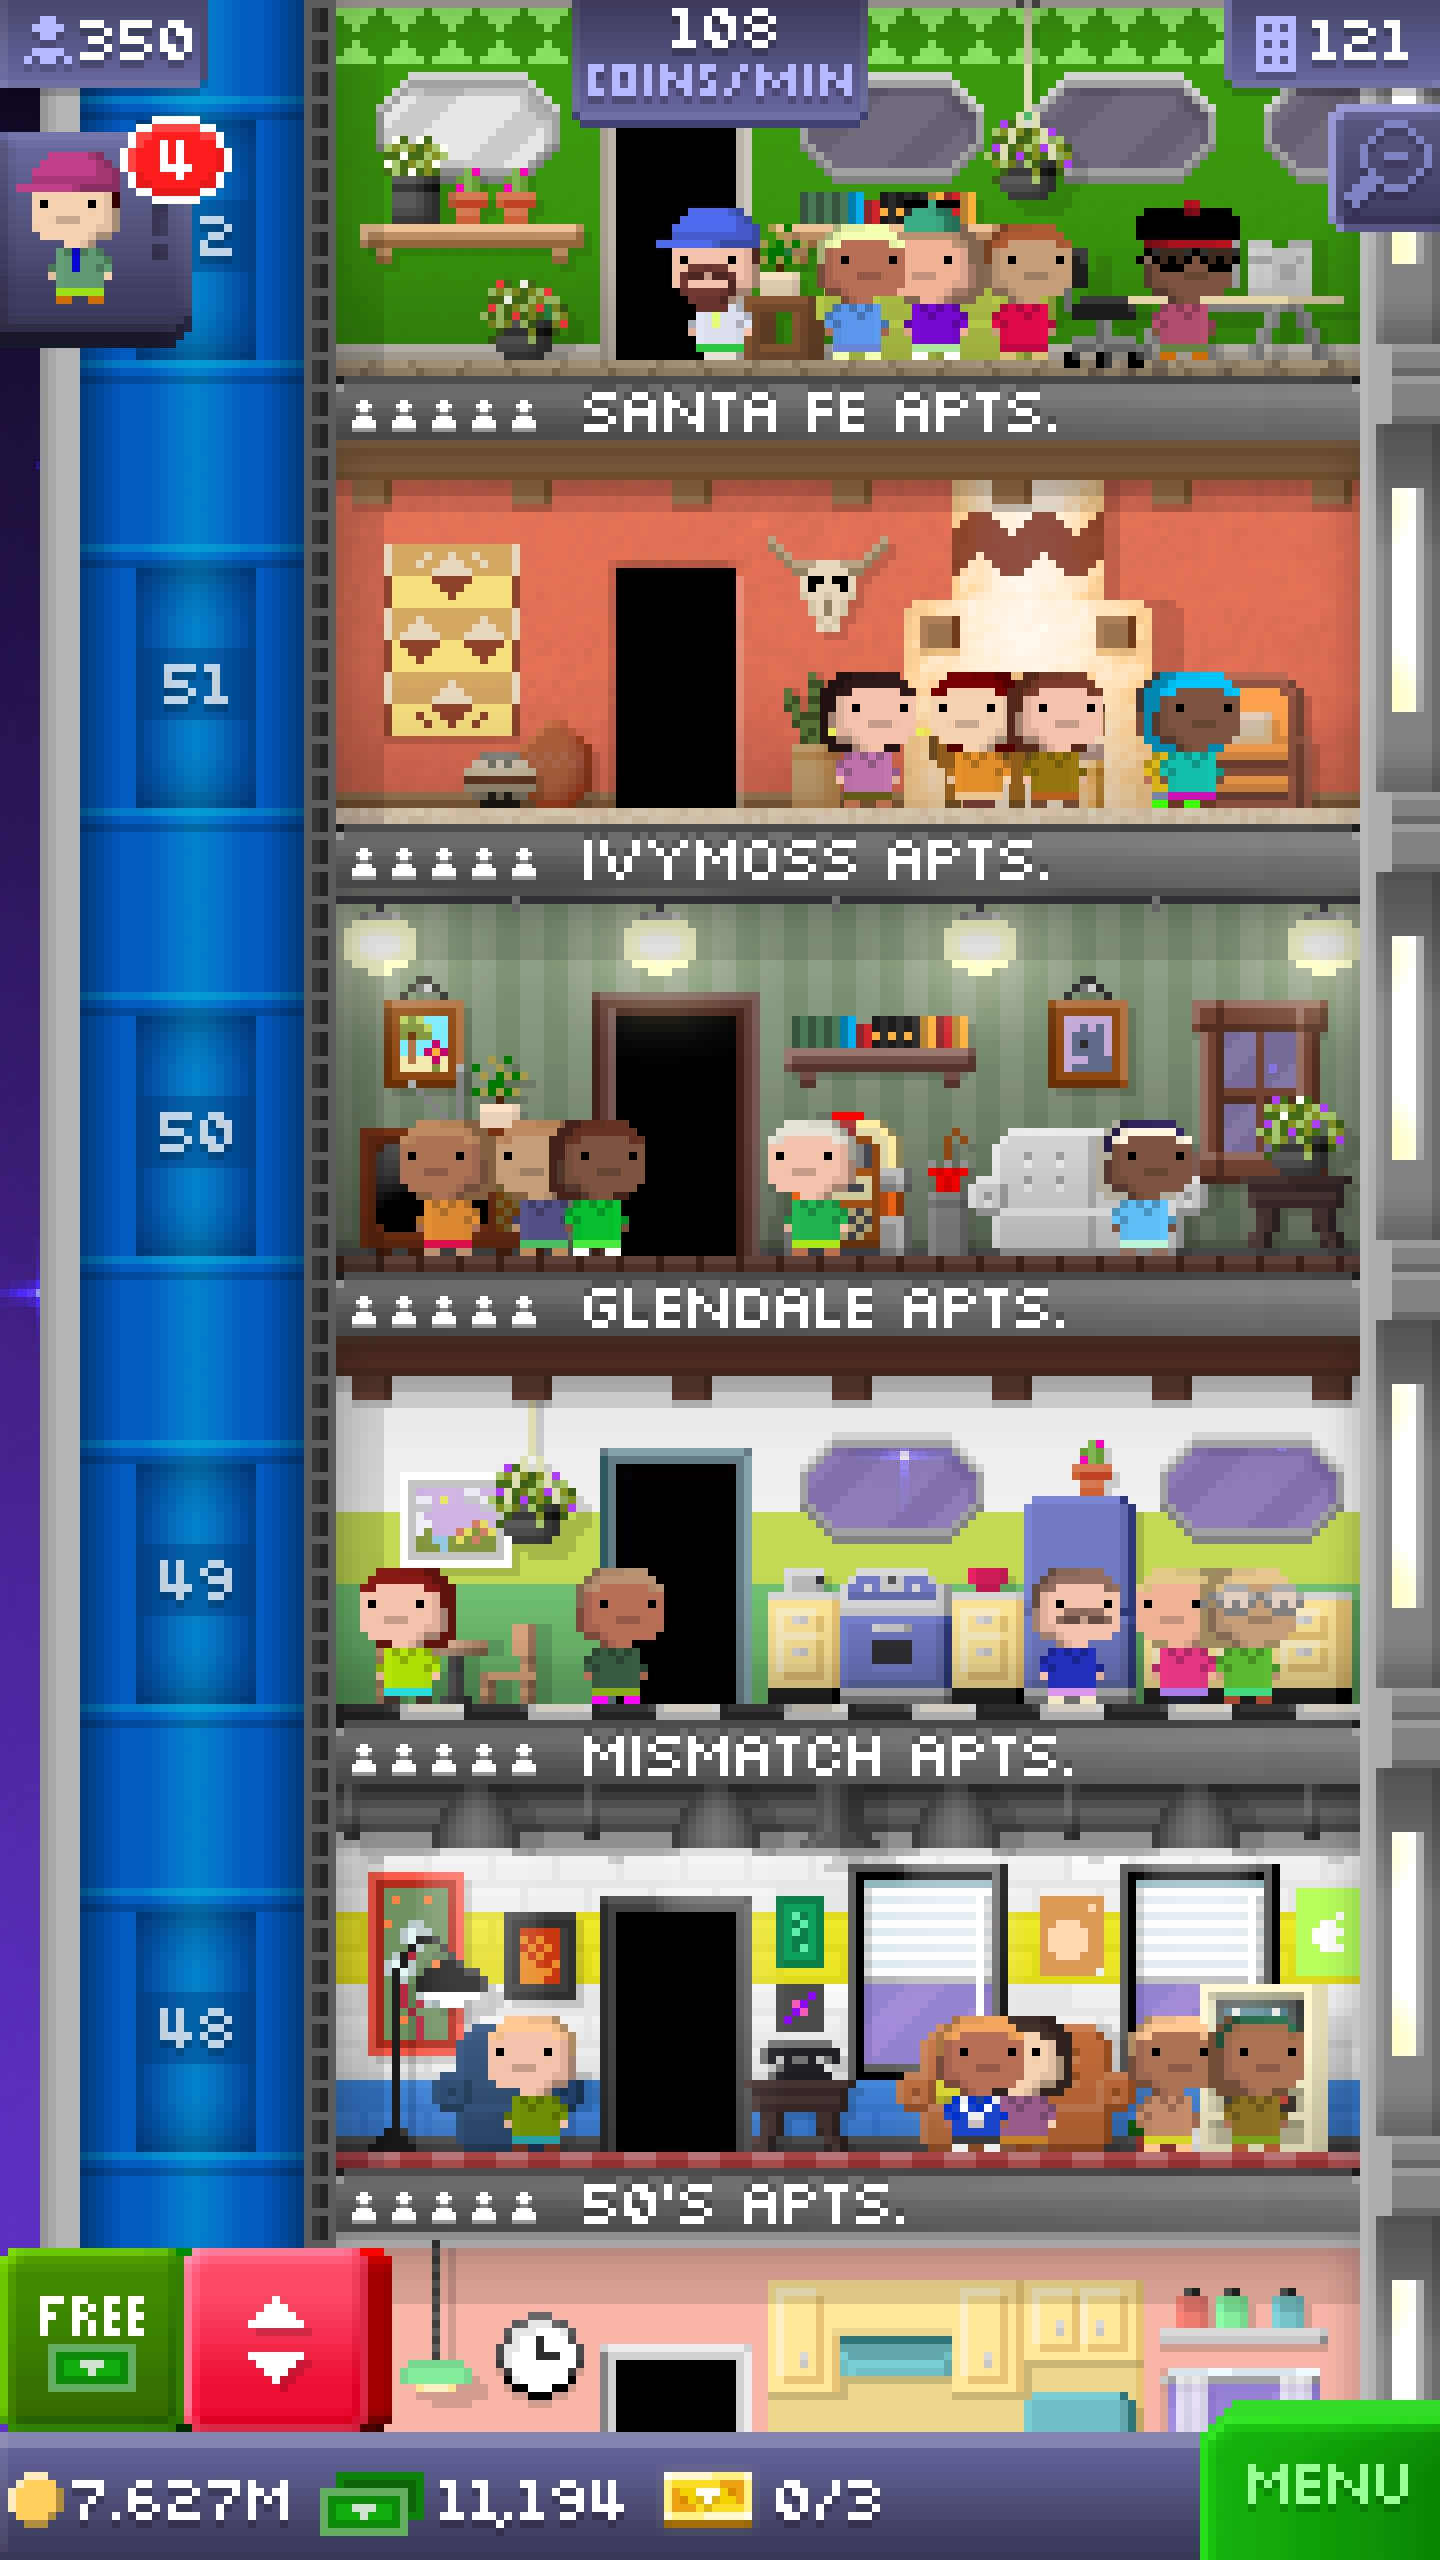 350
108
COINS/MIN
121
4
2
SANTA FE APTS.
51
IVYMOSS APTS.
50
GLENDALE APTS.
49
MISMATCH APTS.
48
50'S APTS.
FREE
7.627M
11,194
0/3
MENU